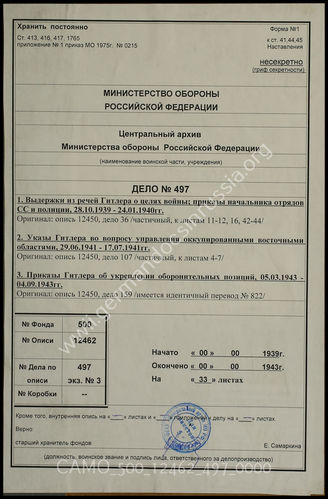 Хранить постоянно
Форма №1
Ст. 413, 416, 417, 1765
приложение № 1 приказ МО 1975г. № 0215
к ст. 41,44,45
Наставления
несекретно
(гриф секретности)
МИНИСТЕРСТВО ОБОРОНЫ
РОССИЙСКОЙ ФЕДЕРАЦИИ
Центральный архив
Министерства обороны Российской Федерации
(наименование воинской части, учреждения)
ДЕЛО № 497
1. Выдержки из речей Гитлера о целях войны; приказы начальника отрядов
СС и полиции, 28.10.1939 - 24.01.1940гг.
Оригинал: опись 12450, дело 36 /частичный, к листам 11-12, 16, 42-44/
2. Указы Гитлера по вопросу управления оккупированными восточными
областями, 29.06.1941 - 17.07.1941гг.
Оригинал: опись 12450, дело 107 /частичный, к листам 4-7/
3. Приказы Гитлера об укреплении оборонительных позиций, 05.03.1943 -
04.09.1943гг.
Оригинал: опись 12450, дело 159 /имеется идентичный перевод № 822/
№ Фонда 500
№ Описи 12462
№ Дела по описи 497 экз. № 3
№ Коробки --
Начато « 00 » 00 1939г.
Окончено « 00 » 00 1943г.
На « 33 » листах
Кроме того, внутренняя опись на «—» листах и приложений к делу на «—» листах.
Верно:
старший хранитель фондов
Е. Самаркина
(должность, воинское звание и подпись лица, ответственного за делопроизводство)
www.germandocsinrussia.org
CAMO_500_12462_497_0000